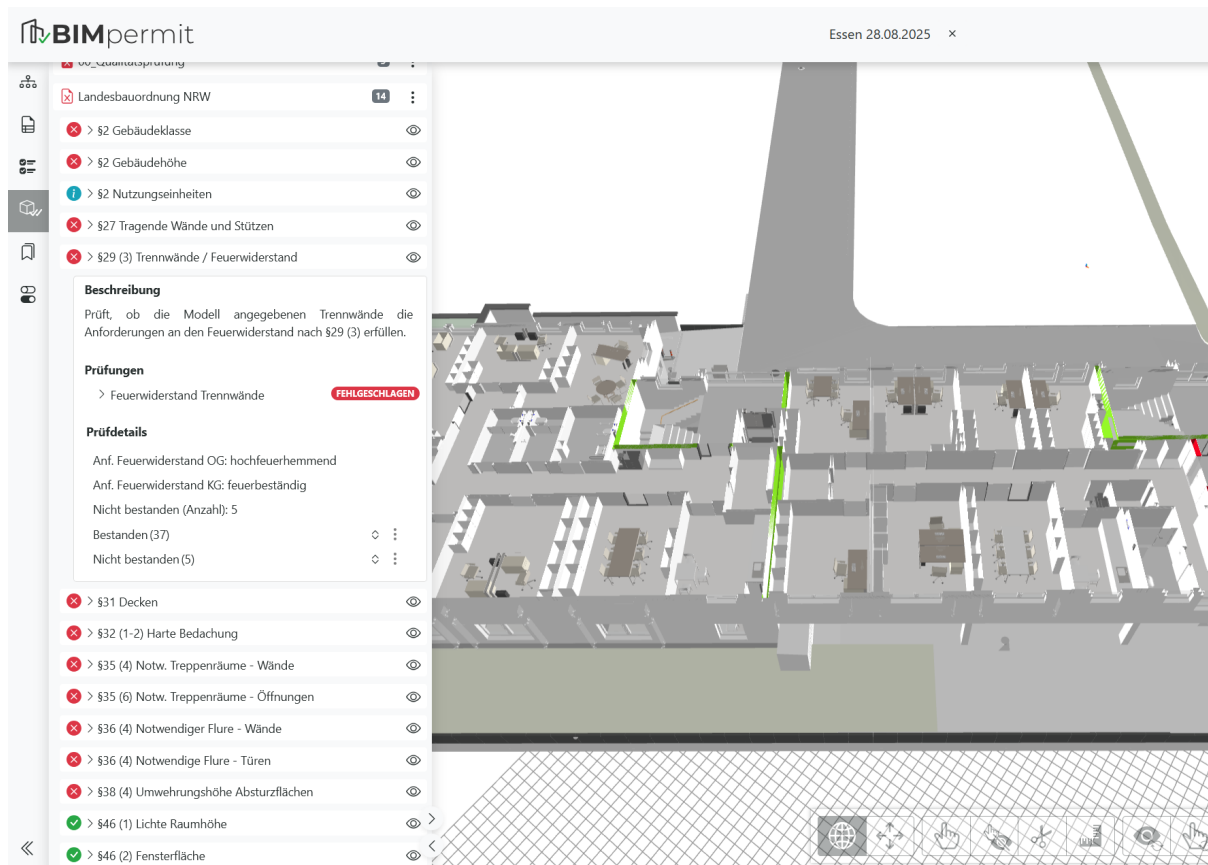 BIMpermit
Essen 28.08.2025 ×
00_Qualitätsprüfung
Landesbauordnung NRW 14
§2 Gebäudeklasse
§2 Gebäudehöhe
§2 Nutzungseinheiten
§27 Tragende Wände und Stützen
§29 (3) Trennwände / Feuerwiderstand
Beschreibung
Prüft, ob die Modell angegebenen Trennwände die
Anforderungen an den Feuerwiderstand nach §29 (3) erfüllen.
Prüfungen
Feuerwiderstand Trennwände FEHLGESCHLAGEN
Prüfdetails
Anf. Feuerwiderstand OG: hochfeuerhemmend
Anf. Feuerwiderstand KG: feuerbeständig
Nicht bestanden (Anzahl): 5
Bestanden (37)
Nicht bestanden (5)
§31 Decken
§32 (1-2) Harte Bedachung
§35 (4) Notw. Treppenräume - Wände
§35 (6) Notw. Treppenräume - Öffnungen
§36 (4) Notwendiger Flure - Wände
§36 (4) Notwendige Flure - Türen
§38 (4) Umwehrungshöhe Absturzflächen
§46 (1) Lichte Raumhöhe
§46 (2) Fensterfläche